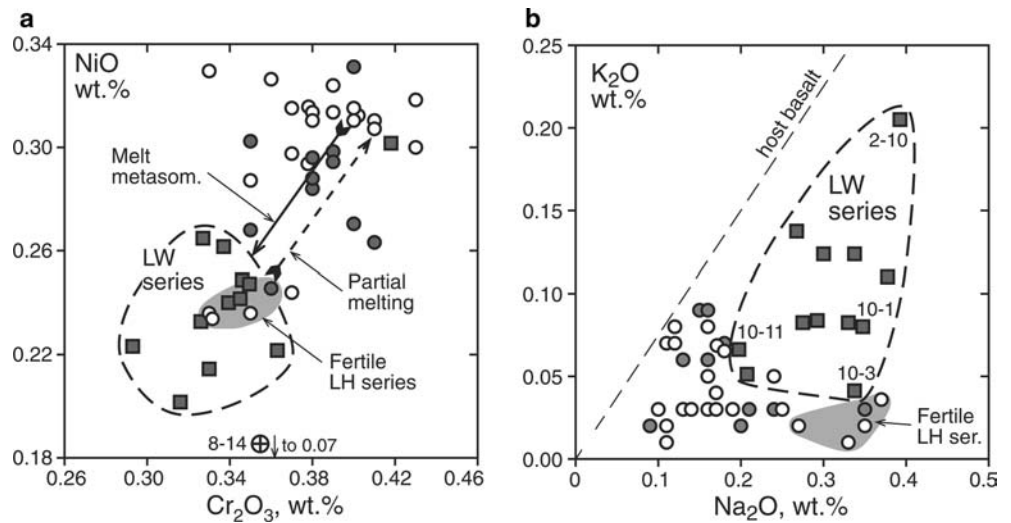 a
0.34
NiO
wt.%
0.30
Melt
metasom.
0.26
LW
series
Partial
melting
0.22
Fertile
LH series
8-14
to 0.07
0.18
0.26 0.30 0.34 0.38 0.42 0.46
Cr₂O₃, wt.%
b
0.25
K₂O
wt.%
host basalt
0.20
2-10
LW
series
0.15
0.10
10-1
10-11
0.05
10-3
Fertile
LH ser.
0.00
0 0.1 0.2 0.3 0.4 0.5
Na₂O, wt.%